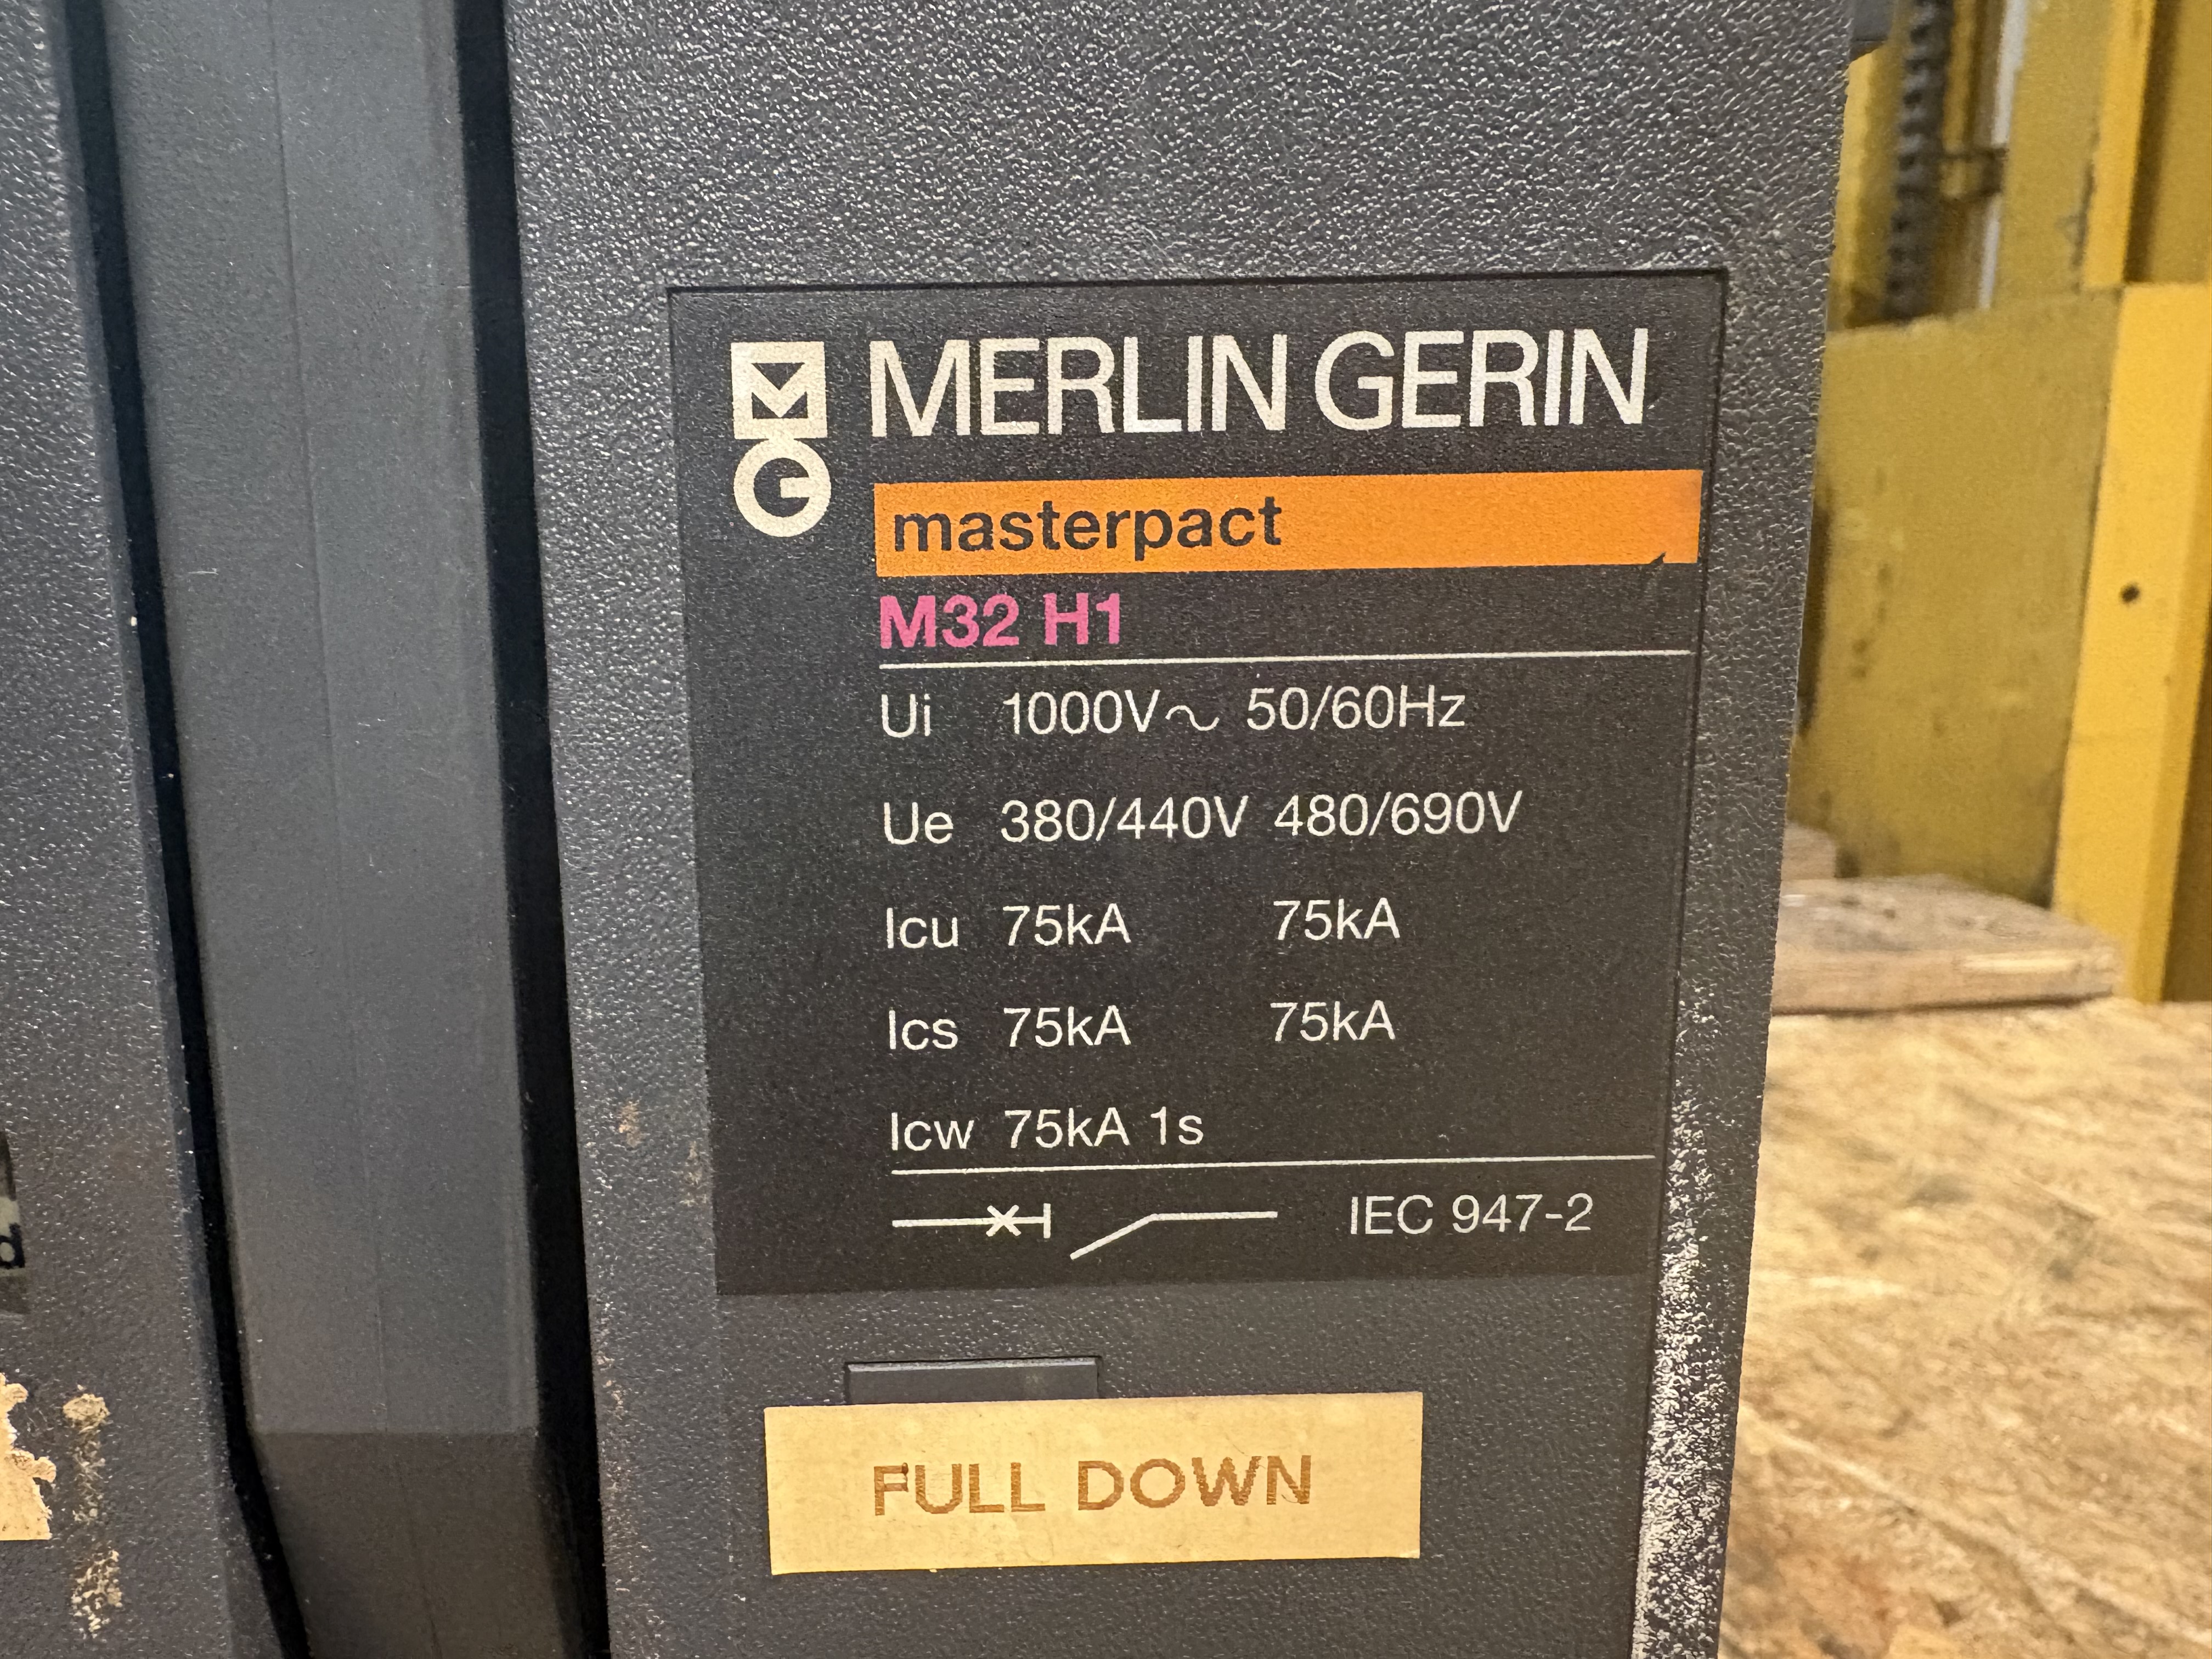 MERLIN GERIN
masterpact
M32 H1
Ui 1000V~ 50/60Hz
Ue 380/440V 480/690V
Icu 75kA 75kA
Ics 75kA 75kA
Icw 75kA 1s
IEC 947-2
FULL DOWN